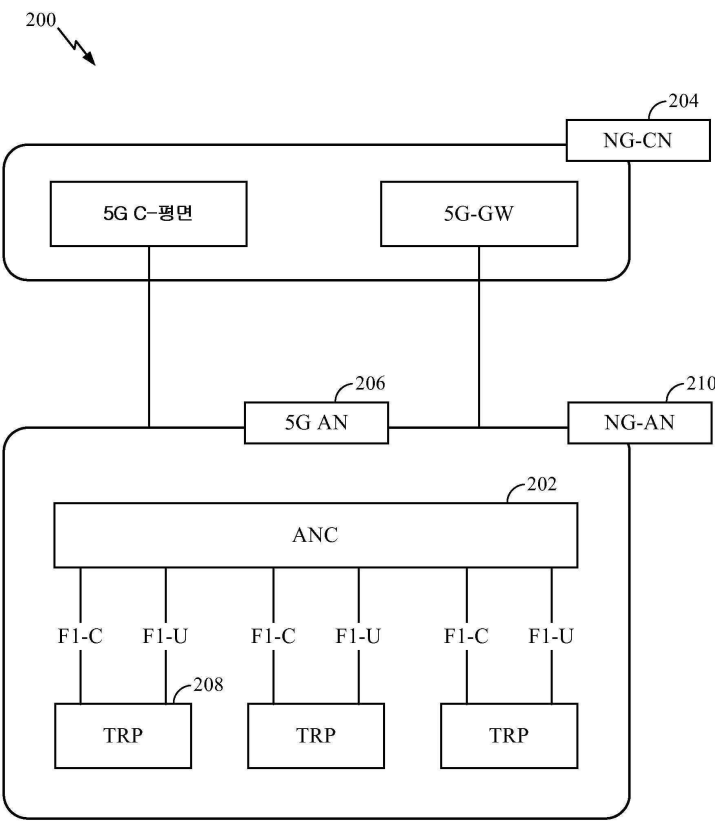 200
204
NG-CN
5G C-평면
5G-GW
206
210
5G AN
NG-AN
202
ANC
F1-C F1-U F1-C F1-U F1-C F1-U
208
TRP TRP TRP